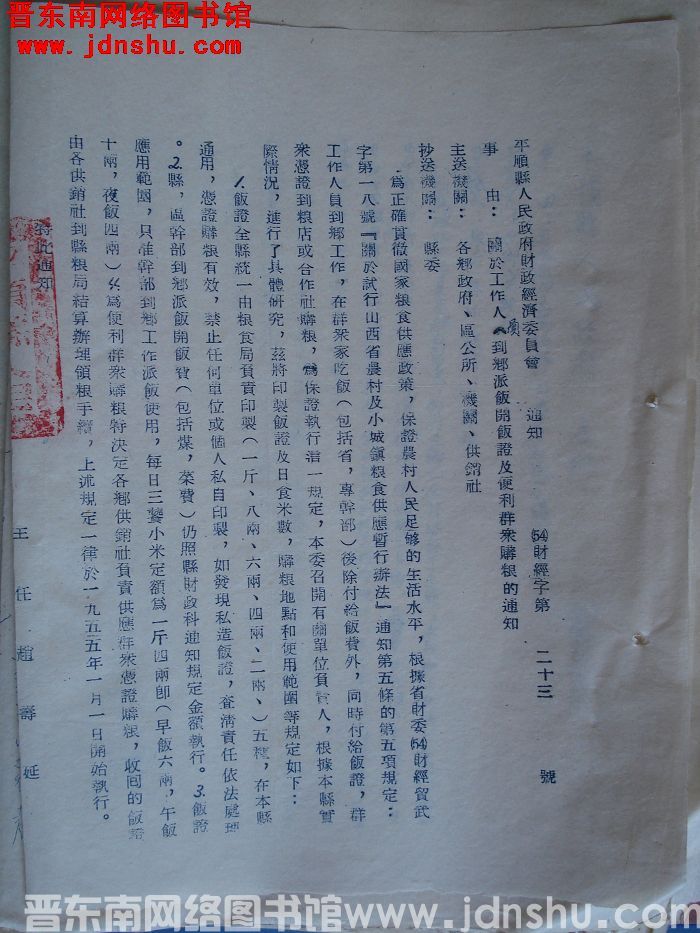 晋东南网络图书馆
www.jdnshu.com
平順縣人民政府財政經濟委員會 通知 (54)財經字第 二十三 號
事 由：關於工作人員到鄉派飯開飯證及便利群衆購粮的通知
主送機關：各鄉政府、區公所、機關、供銷社
抄送機關：縣委
爲正確貫徹國家粮食供應政策，保證農村人民足够的生活水平，根據省財委(54)財經貿武
字第一八號『關於試行山西省農村及小城鎮粮食供應暫行辦法』通知第五條的第五項規定：
工作人員到鄉工作，在群衆家吃飯（包括省，專幹部）後除付給飯費外，同時付給飯證，群
衆憑證到粮店或合作社購粮，爲保證執行這一規定，本委召開有關單位負責人，根據本縣實
際情况，進行了具體研究，茲將印製飯證及日食米數，購粮地點和使用範圍等規定如下：
1.飯證全縣統一由粮食局負責印製（一斤、八兩、六兩、四兩、二兩、）五種，在本縣
通用，憑證購粮有效，禁止任何單位或個人私自印製，如發現私造飯證，查清責任依法處理
。2.縣，區幹部到鄉派飯開飯費（包括煤，菜費）仍照縣財政科通知規定金額執行。3.飯證
應用範圍，只准幹部到鄉工作派飯使用，每日三餐小米定額爲一斤四兩即（早飯六兩，午飯
十兩，夜飯四兩）4.爲便利群衆購粮特决定各鄉供銷社負責供應群衆憑證購粮，收回的飯證
由各供銷社到縣粮局結算辦理領粮手續，上述規定一律於一九五五年一月一日開始執行。
特此通知
主 任 趙 壽 延
晋东南网络图书馆www.jdnshu.com